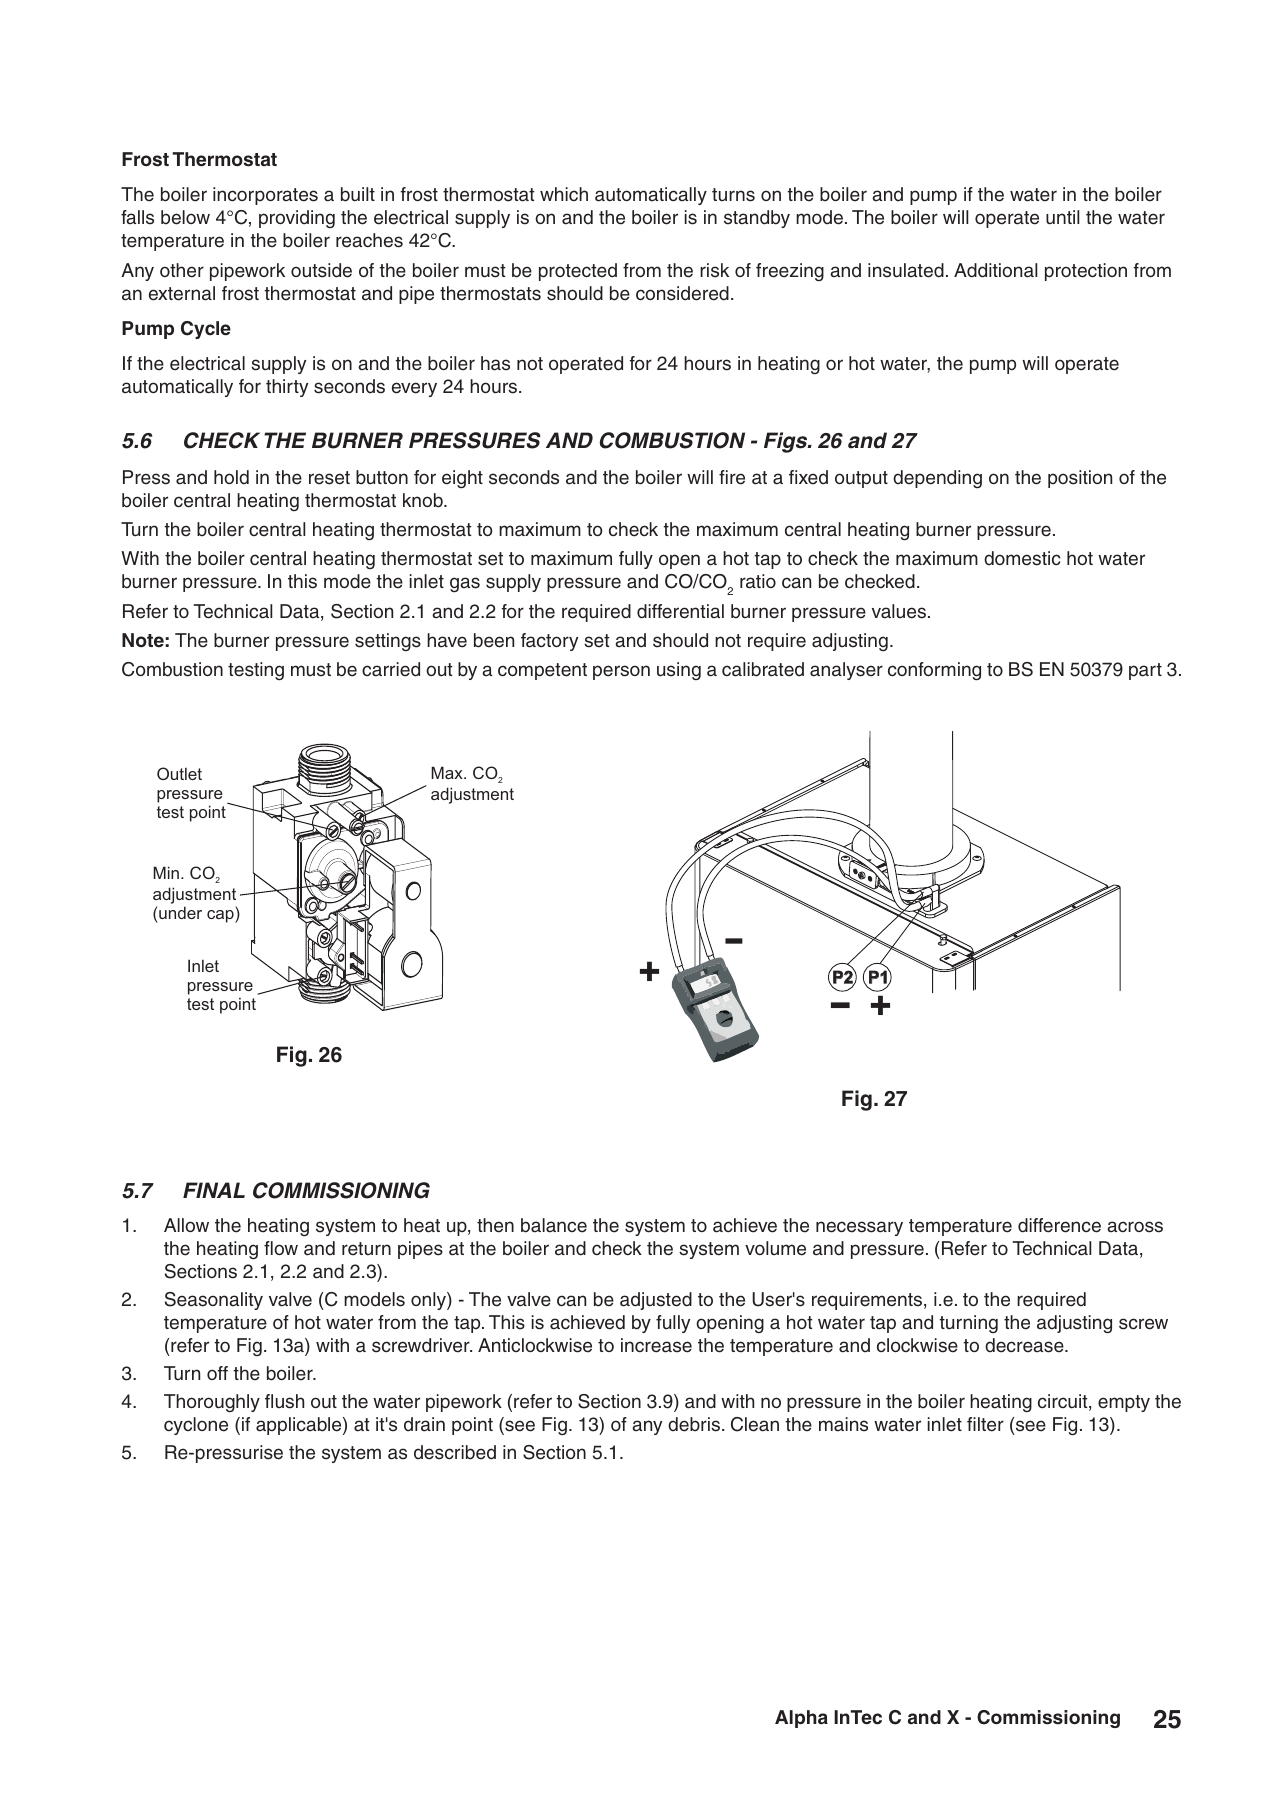 Frost Thermostat
The boiler incorporates a built in frost thermostat which automatically turns on the boiler and pump if the water in the boiler
falls below 4°C, providing the electrical supply is on and the boiler is in standby mode. The boiler will operate until the water
temperature in the boiler reaches 42°C.
Any other pipework outside of the boiler must be protected from the risk of freezing and insulated. Additional protection from
an external frost thermostat and pipe thermostats should be considered.
Pump Cycle
If the electrical supply is on and the boiler has not operated for 24 hours in heating or hot water, the pump will operate
automatically for thirty seconds every 24 hours.
5.6 CHECK THE BURNER PRESSURES AND COMBUSTION - Figs. 26 and 27
Press and hold in the reset button for eight seconds and the boiler will fire at a fixed output depending on the position of the
boiler central heating thermostat knob.
Turn the boiler central heating thermostat to maximum to check the maximum central heating burner pressure.
With the boiler central heating thermostat set to maximum fully open a hot tap to check the maximum domestic hot water
burner pressure. In this mode the inlet gas supply pressure and CO/CO2 ratio can be checked.
Refer to Technical Data, Section 2.1 and 2.2 for the required differential burner pressure values.
Note: The burner pressure settings have been factory set and should not require adjusting.
Combustion testing must be carried out by a competent person using a calibrated analyser conforming to BS EN 50379 part 3.
Outlet
pressure
test point
Max. CO2
adjustment
Min. CO2
adjustment
(under cap)
Inlet
pressure
test point
Fig. 26
+
−
P2 P1
− +
Fig. 27
5.7 FINAL COMMISSIONING
1. Allow the heating system to heat up, then balance the system to achieve the necessary temperature difference across
the heating flow and return pipes at the boiler and check the system volume and pressure. (Refer to Technical Data,
Sections 2.1, 2.2 and 2.3).
2. Seasonality valve (C models only) - The valve can be adjusted to the User's requirements, i.e. to the required
temperature of hot water from the tap. This is achieved by fully opening a hot water tap and turning the adjusting screw
(refer to Fig. 13a) with a screwdriver. Anticlockwise to increase the temperature and clockwise to decrease.
3. Turn off the boiler.
4. Thoroughly flush out the water pipework (refer to Section 3.9) and with no pressure in the boiler heating circuit, empty the
cyclone (if applicable) at it's drain point (see Fig. 13) of any debris. Clean the mains water inlet filter (see Fig. 13).
5. Re-pressurise the system as described in Section 5.1.
Alpha InTec C and X - Commissioning 25